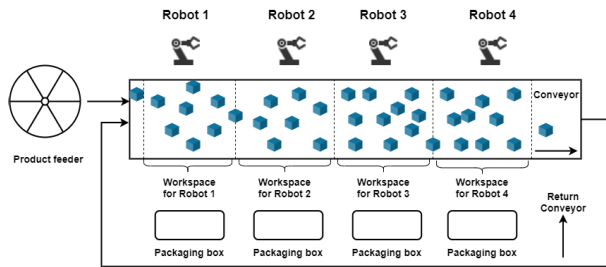 Robot 1
Robot 2
Robot 3
Robot 4
Conveyor
Product feeder
Workspace
for Robot 1
Workspace
for Robot 2
Workspace
for Robot 3
Workspace
for Robot 4
Return
Conveyor
Packaging box
Packaging box
Packaging box
Packaging box